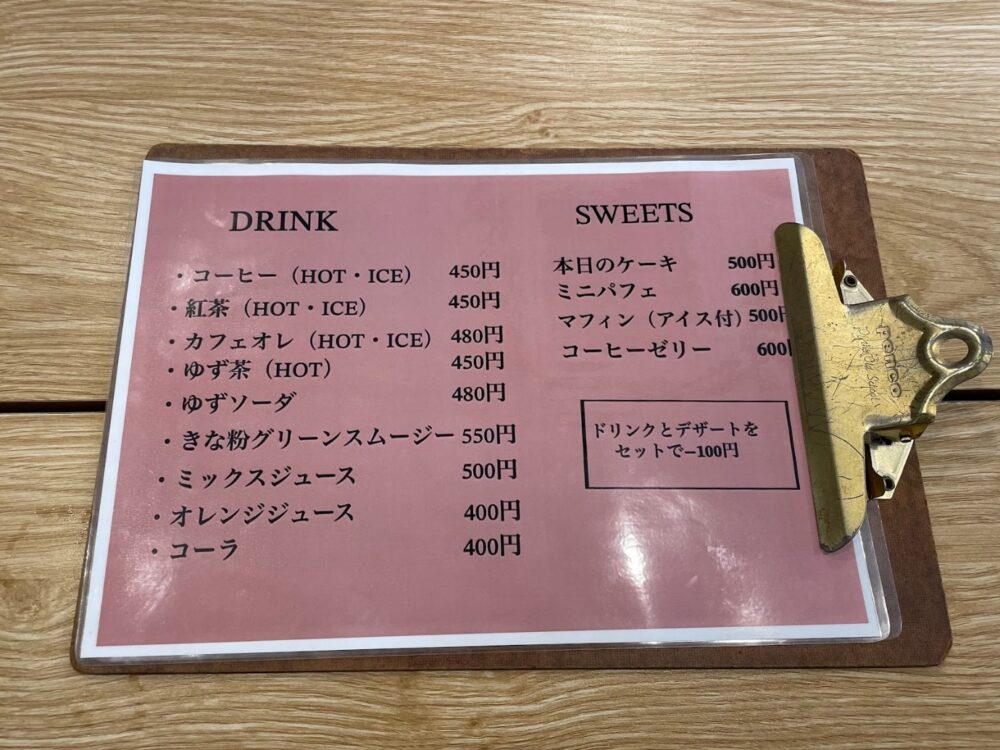 DRINK
・コーヒー（HOT・ICE） 450円
・紅茶（HOT・ICE） 450円
・カフェオレ（HOT・ICE） 480円
・ゆず茶（HOT） 450円
・ゆずソーダ 480円
・きな粉グリーンスムージー 550円
・ミックスジュース 500円
・オレンジジュース 400円
・コーラ 400円
SWEETS
本日のケーキ 500円
ミニパフェ 600円
マフィン（アイス付）500円
コーヒーゼリー 600
ドリンクとデザートを
セットで−100円